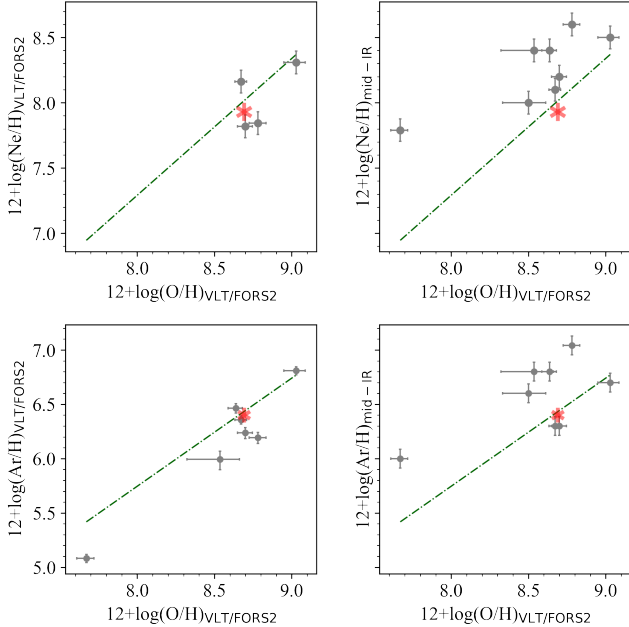 8.5
8.0
7.5
7.0
12+log(Ne/H)VLT/FORS2
8.0 8.5 9.0
12+log(O/H)VLT/FORS2
12+log(Ne/H)mid−IR
8.0 8.5 9.0
12+log(O/H)VLT/FORS2
7.0
6.5
6.0
5.5
5.0
12+log(Ar/H)VLT/FORS2
8.0 8.5 9.0
12+log(O/H)VLT/FORS2
12+log(Ar/H)mid−IR
8.0 8.5 9.0
12+log(O/H)VLT/FORS2